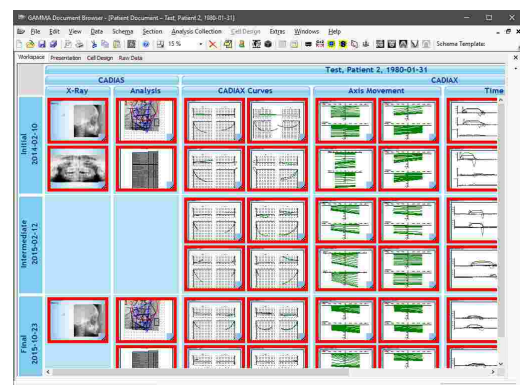 GAMMA Document Browser - [Patient Document - Test, Patient 2, 1980-01-31]
File Edit View Data Schema Section Analysis Collection Cell Design Extras Windows Help
15 % Schema Template:
Workspace Presentation Cell Design Raw Data
Test, Patient 2, 1980-01-31
CADIAS CADIAX
X-Ray Analysis CADIAX Curves Axis Movement Time
Initial
2014-02-10
Intermediate
2015-02-12
Final
2015-10-23